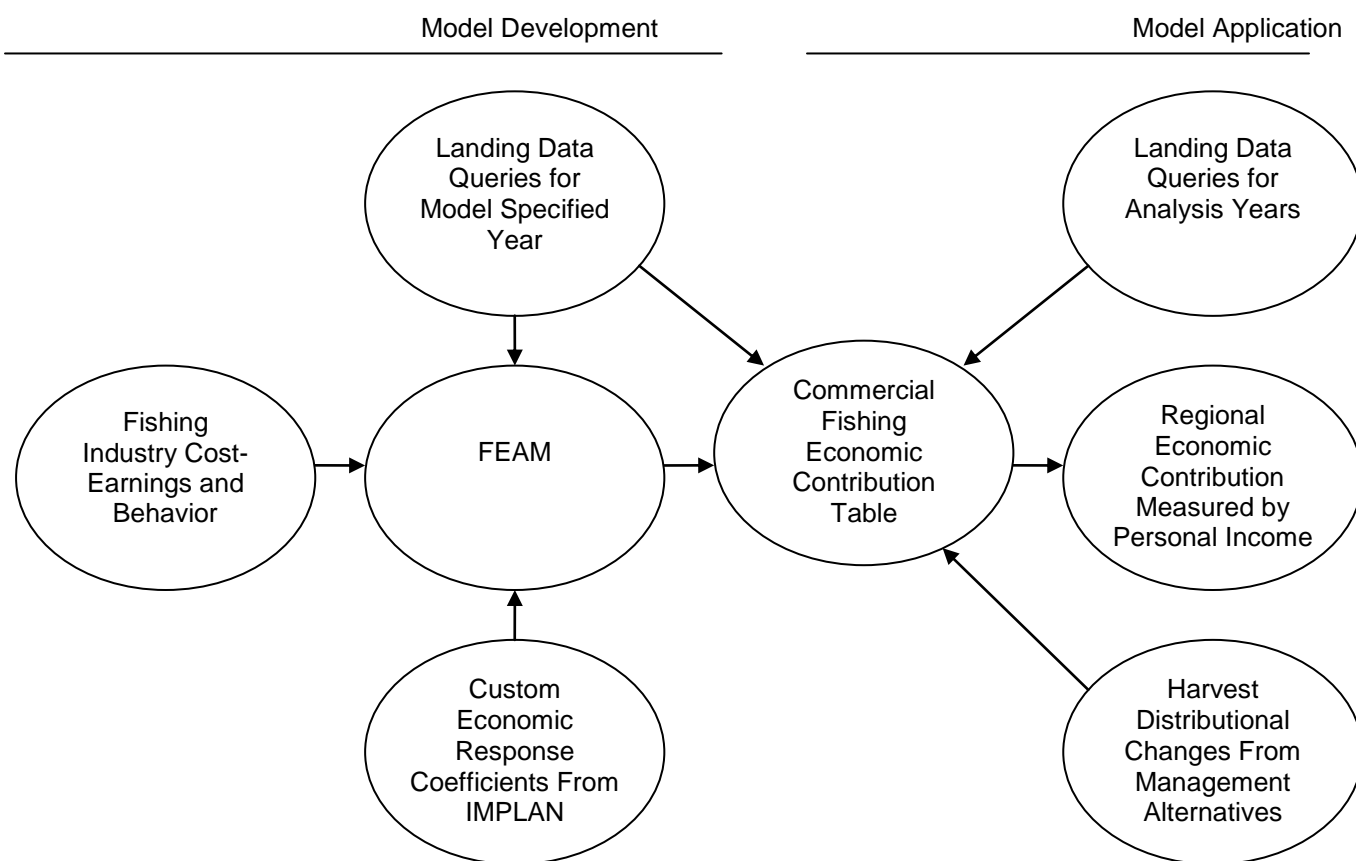 Model Development
Model Application
Landing Data
Queries for
Model Specified
Year
Landing Data
Queries for
Analysis Years
Fishing
Industry Cost-
Earnings and
Behavior
FEAM
Commercial
Fishing
Economic
Contribution
Table
Regional
Economic
Contribution
Measured by
Personal Income
Custom
Economic
Response
Coefficients From
IMPLAN
Harvest
Distributional
Changes From
Management
Alternatives